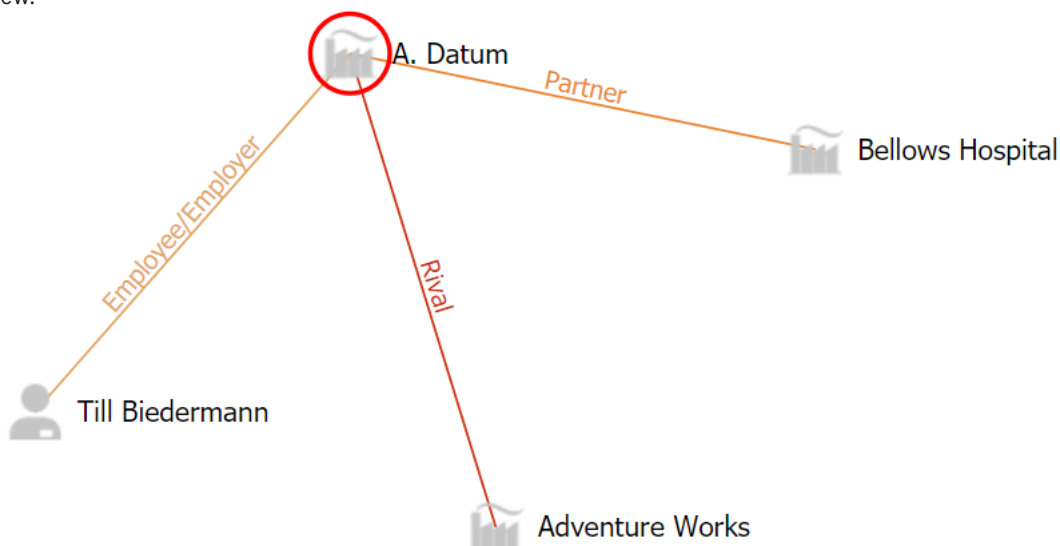 A. Datum
Partner
Bellows Hospital
Employee/Employer
Rival
Till Biedermann
Adventure Works